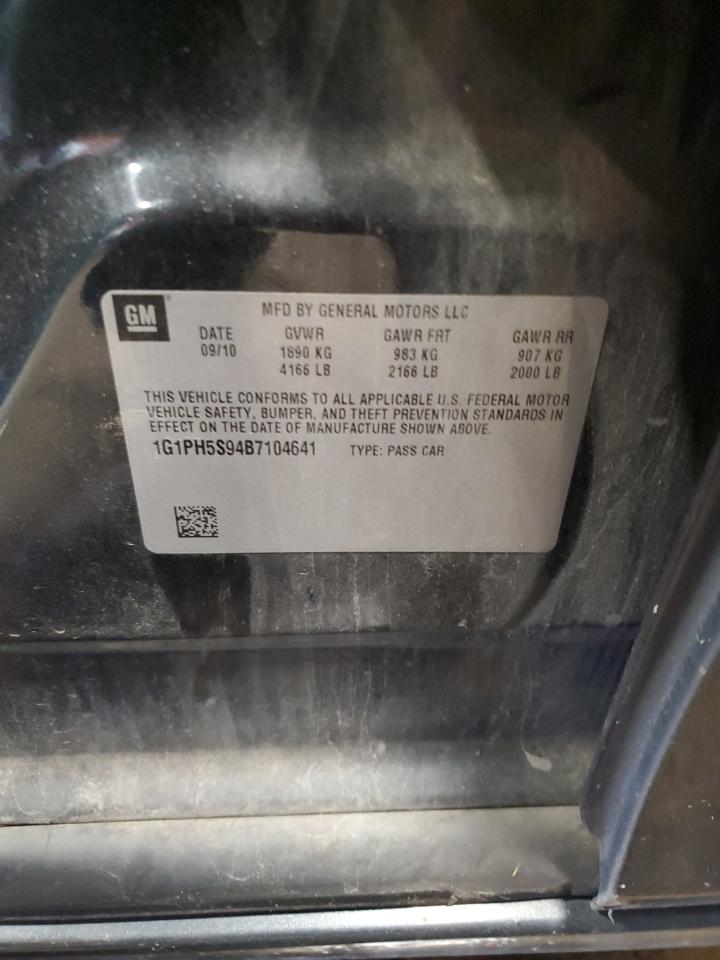 GM®
MFD BY GENERAL MOTORS LLC
DATE GVWR GAWR FRT GAWR RR
09/10 1890 KG 983 KG 907 KG
4166 LB 2166 LB 2000 LB
THIS VEHICLE CONFORMS TO ALL APPLICABLE U.S. FEDERAL MOTOR
VEHICLE SAFETY, BUMPER, AND THEFT PREVENTION STANDARDS IN
EFFECT ON THE DATE OF MANUFACTURE SHOWN ABOVE.
1G1PH5S94B7104641 TYPE: PASS CAR